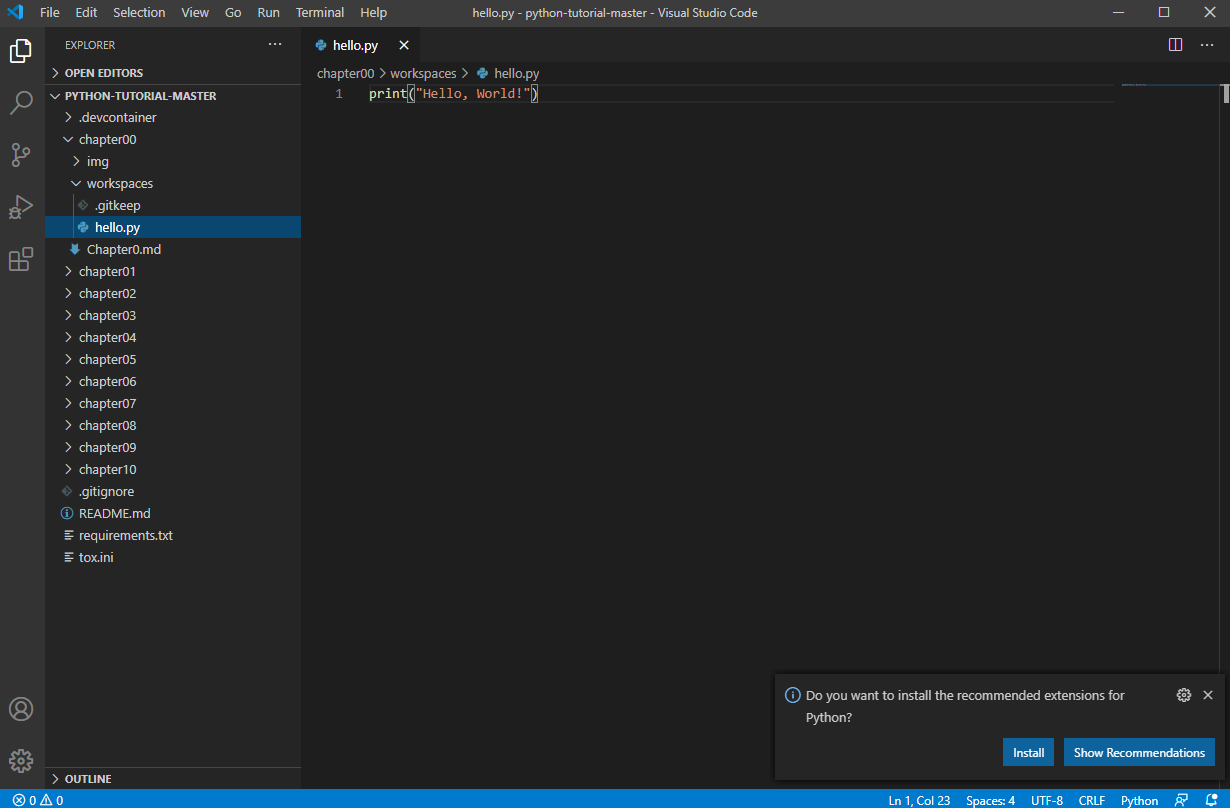 File Edit Selection View Go Run Terminal Help hello.py - python-tutorial-master - Visual Studio Code
EXPLORER
OPEN EDITORS
PYTHON-TUTORIAL-MASTER
.devcontainer
chapter00
img
workspaces
.gitkeep
hello.py
Chapter0.md
chapter01
chapter02
chapter03
chapter04
chapter05
chapter06
chapter07
chapter08
chapter09
chapter10
.gitignore
README.md
requirements.txt
tox.ini
OUTLINE
hello.py
chapter00 > workspaces > hello.py
1 print("Hello, World!")
Do you want to install the recommended extensions for
Python?
Install Show Recommendations
0 0 Ln 1, Col 23 Spaces: 4 UTF-8 CRLF Python